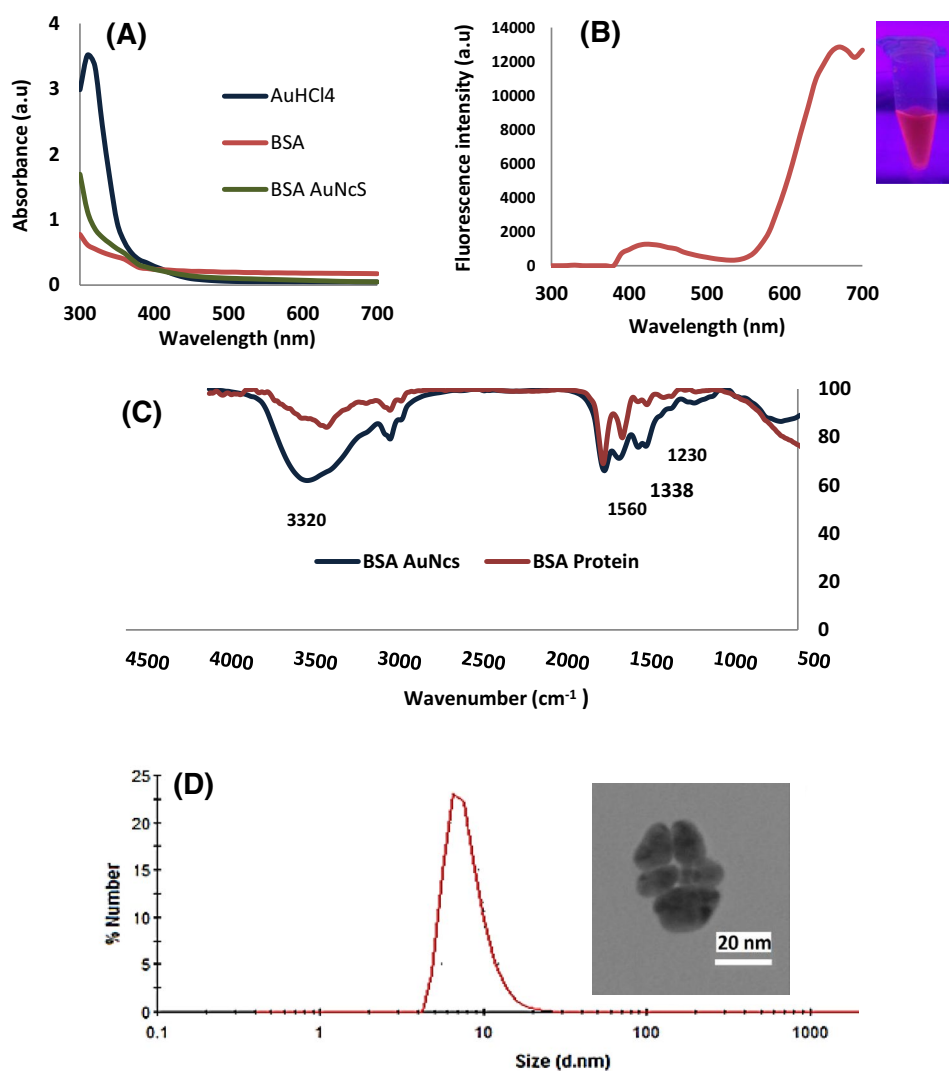 (A)
4
3
2
1
0
Absorbance (a.u)
AuHCl4
BSA
BSA AuNcS
300 400 500 600 700
Wavelength (nm)
(B)
14000
12000
10000
8000
6000
4000
2000
0
Fluorescence intensity (a.u)
300 400 500 600 700
Wavelength (nm)
(C)
100
80
60
40
20
0
1230
1338
1560
3320
BSA AuNcs BSA Protein
4500 4000 3500 3000 2500 2000 1500 1000 500
Wavenumber (cm-1 )
(D)
25
20
15
10
5
0
% Number
20 nm
0.1 1 10 100 1000
Size (d.nm)